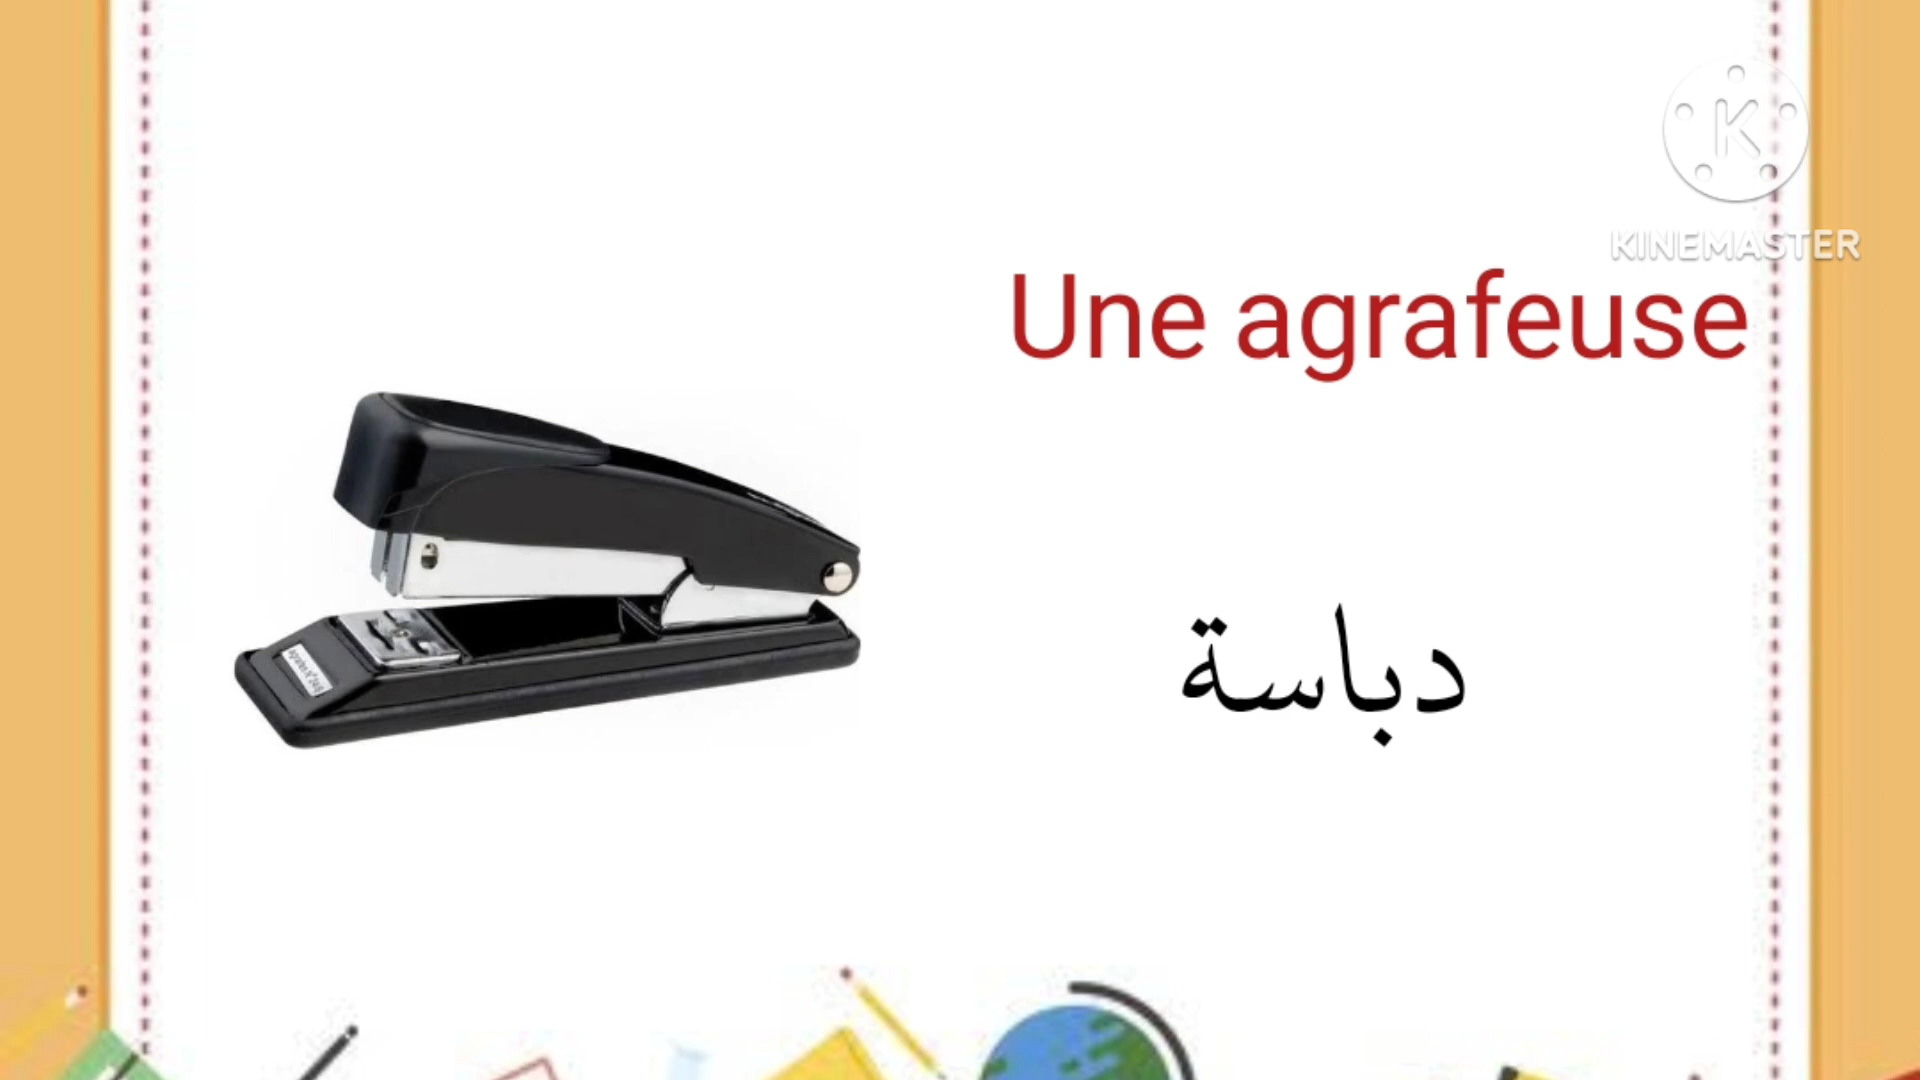 KINEMASTER
Une agrafeuse
دباسة